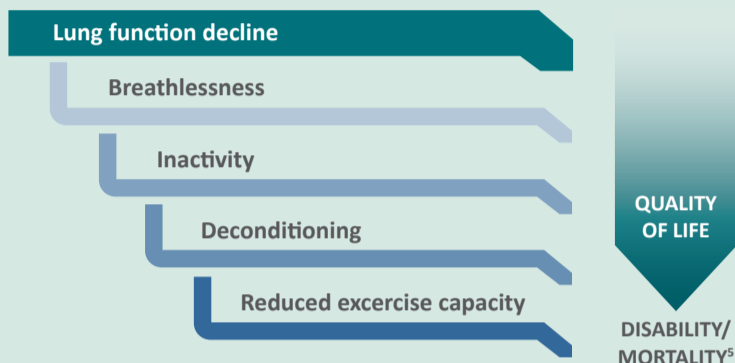 Lung function decline
Breathlessness
Inactivity
Deconditioning
Reduced excercise capacity
QUALITY
OF LIFE
DISABILITY/
MORTALITY⁵